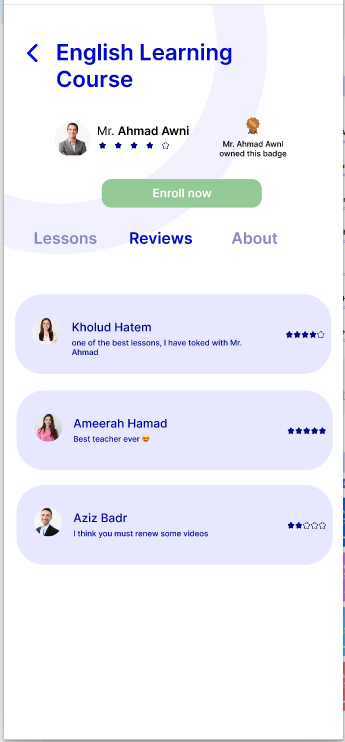 English Learning
Course
Mr. Ahmad Awni
Mr. Ahmad Awni
owned this badge
Enroll now
Lessons
Reviews
About
Kholud Hatem
one of the best lessons, I have toked with Mr.
Ahmad
Ameerah Hamad
Best teacher ever 😍
Aziz Badr
I think you must renew some videos